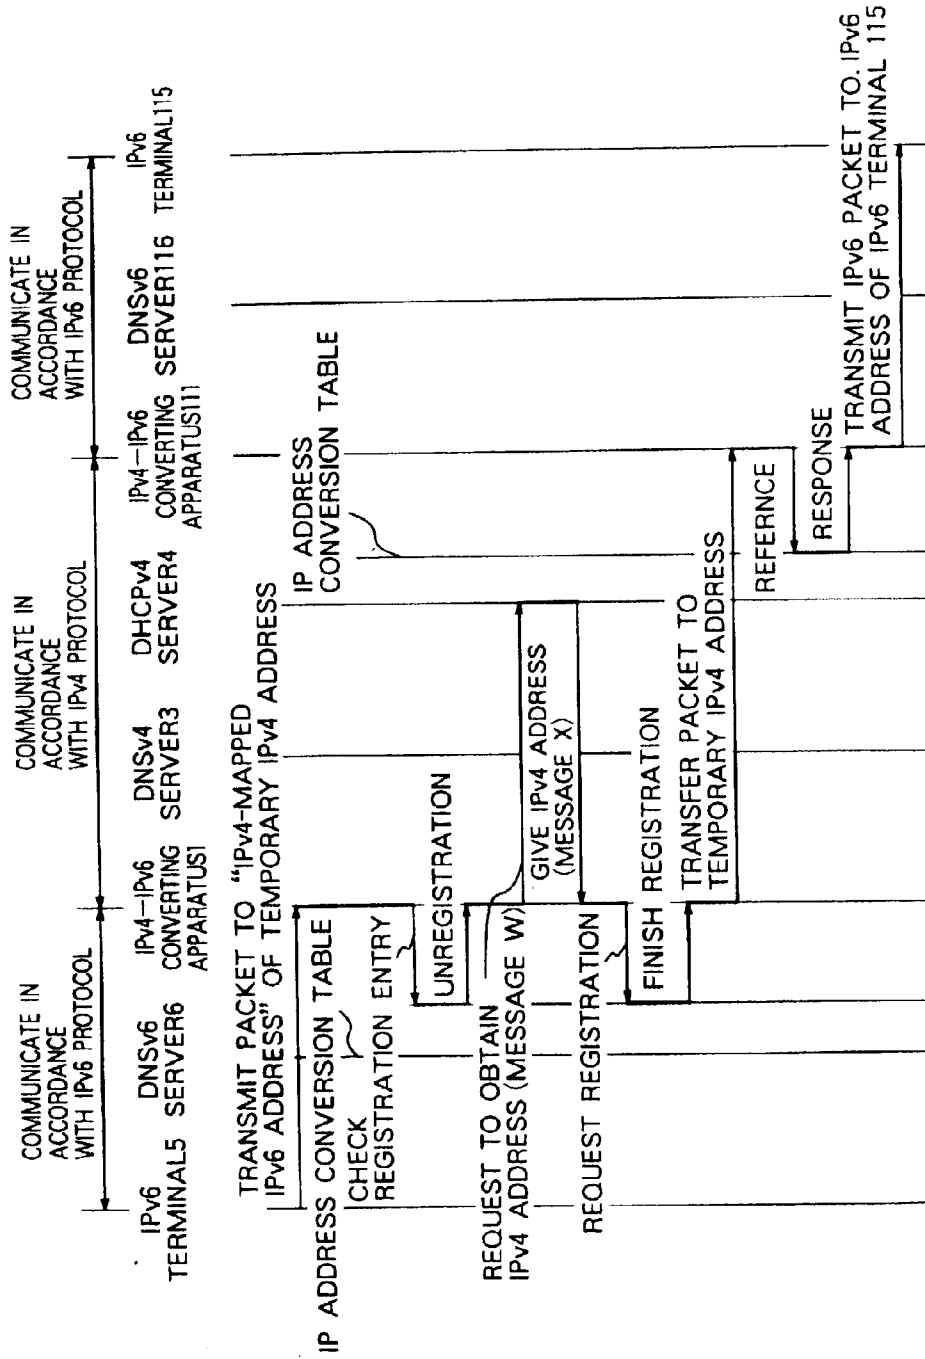 COMMUNICATE IN
ACCORDANCE
WITH IPv6 PROTOCOL
COMMUNICATE IN
ACCORDANCE
WITH IPv4 PROTOCOL
COMMUNICATE IN
ACCORDANCE
WITH IPv6 PROTOCOL
IPv6
TERMINAL5
DNSv6
SERVER6
IPv4-IPv6
CONVERTING
APPARATUS1
DNSv4
SERVER3
DHCPv4
SERVER4
IPv4-IPv6
CONVERTING
APPARATUS111
DNSv6
SERVER116
IPv6
TERMINAL115
TRANSMIT PACKET TO "IPv4-MAPPED
IPv6 ADDRESS" OF TEMPORARY IPv4 ADDRESS
IP ADDRESS CONVERSION TABLE
IP ADDRESS
CONVERSION TABLE
CHECK
REGISTRATION ENTRY
UNREGISTRATION
REQUEST TO OBTAIN
IPv4 ADDRESS (MESSAGE W)
GIVE IPv4 ADDRESS
(MESSAGE X)
REQUEST REGISTRATION
FINISH REGISTRATION
TRANSFER PACKET TO
TEMPORARY IPv4 ADDRESS
REFERNCE
RESPONSE
TRANSMIT IPv6 PACKET TO. IPv6
ADDRESS OF IPv6 TERMINAL 115